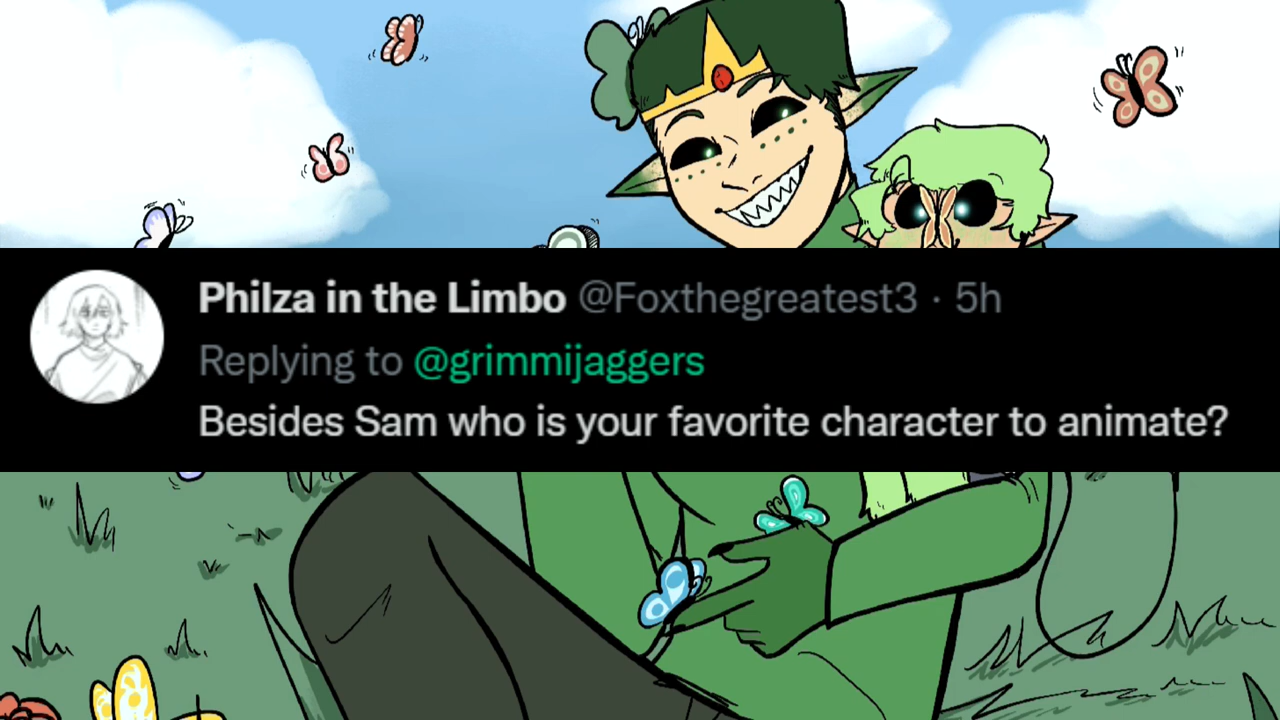 Philza in the Limbo @Foxthegreatest3 · 5h
Replying to @grimmijaggers
Besides Sam who is your favorite character to animate?